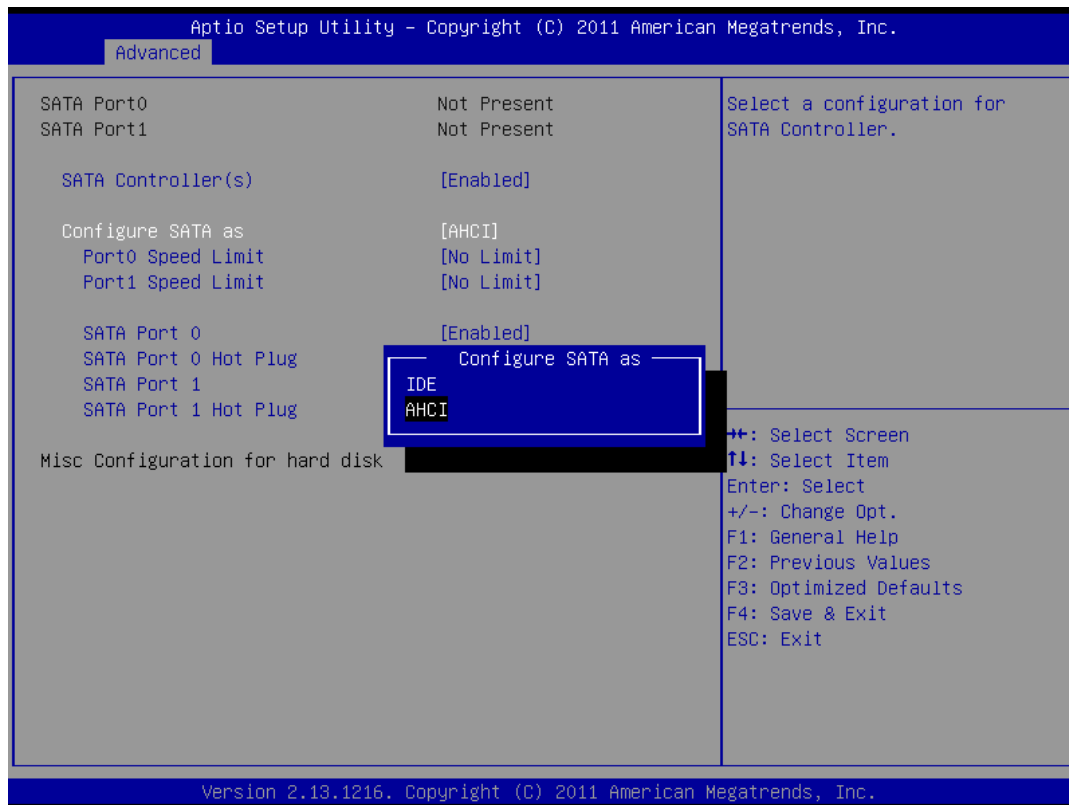 Aptio Setup Utility – Copyright (C) 2011 American Megatrends, Inc.
Advanced
SATA Port0 Not Present
SATA Port1 Not Present
SATA Controller(s) [Enabled]
Configure SATA as [AHCI]
Port0 Speed Limit [No Limit]
Port1 Speed Limit [No Limit]
SATA Port 0 [Enabled]
SATA Port 0 Hot Plug
SATA Port 1
SATA Port 1 Hot Plug
Misc Configuration for hard disk
Configure SATA as
IDE
AHCI
Select a configuration for
SATA Controller.
→←: Select Screen
↑↓: Select Item
Enter: Select
+/-: Change Opt.
F1: General Help
F2: Previous Values
F3: Optimized Defaults
F4: Save & Exit
ESC: Exit
Version 2.13.1216. Copyright (C) 2011 American Megatrends, Inc.